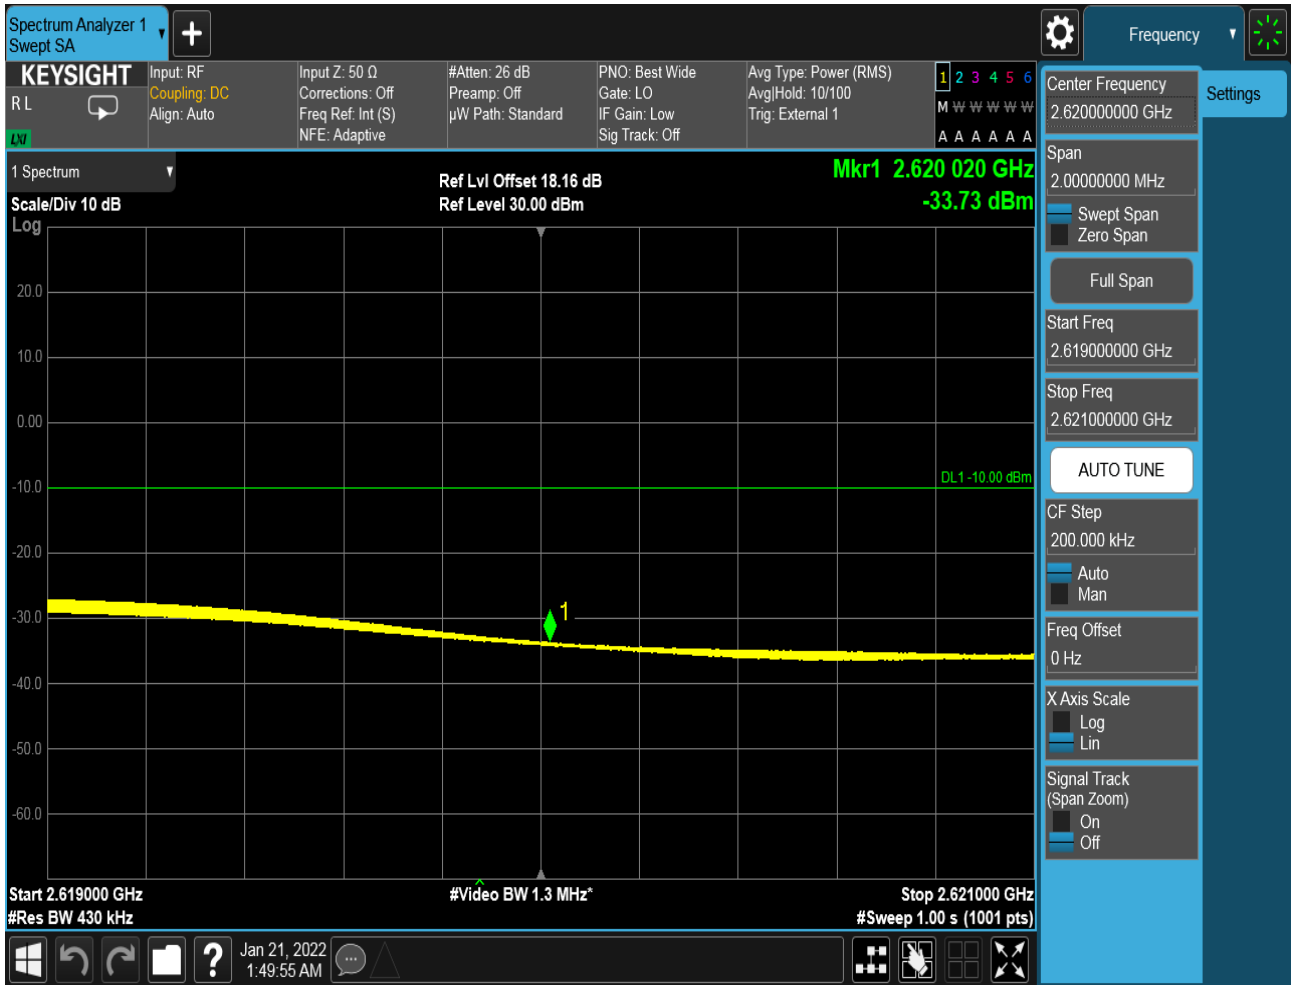 Spectrum Analyzer 1
Swept SA
Frequency
KEYSIGHT
R L
LXI
Input: RF
Coupling: DC
Align: Auto
Input Z: 50 Ω
Corrections: Off
Freq Ref: Int (S)
NFE: Adaptive
#Atten: 26 dB
Preamp: Off
µW Path: Standard
PNO: Best Wide
Gate: LO
IF Gain: Low
Sig Track: Off
Avg Type: Power (RMS)
Avg|Hold: 10/100
Trig: External 1
1 2 3 4 5 6
M W W W W W
A A A A A A
1 Spectrum
Scale/Div 10 dB
Log
Ref Lvl Offset 18.16 dB
Ref Level 30.00 dBm
Mkr1 2.620 020 GHz
-33.73 dBm
20.0
10.0
0.00
-10.0
-20.0
-30.0
-40.0
-50.0
-60.0
DL1 -10.00 dBm
1
Start 2.619000 GHz
#Res BW 430 kHz
#Video BW 1.3 MHz*
Stop 2.621000 GHz
#Sweep 1.00 s (1001 pts)
?
Jan 21, 2022
1:49:55 AM
Center Frequency
2.620000000 GHz
Settings
Span
2.00000000 MHz
Swept Span
Zero Span
Full Span
Start Freq
2.619000000 GHz
Stop Freq
2.621000000 GHz
AUTO TUNE
CF Step
200.000 kHz
Auto
Man
Freq Offset
0 Hz
X Axis Scale
Log
Lin
Signal Track
(Span Zoom)
On
Off